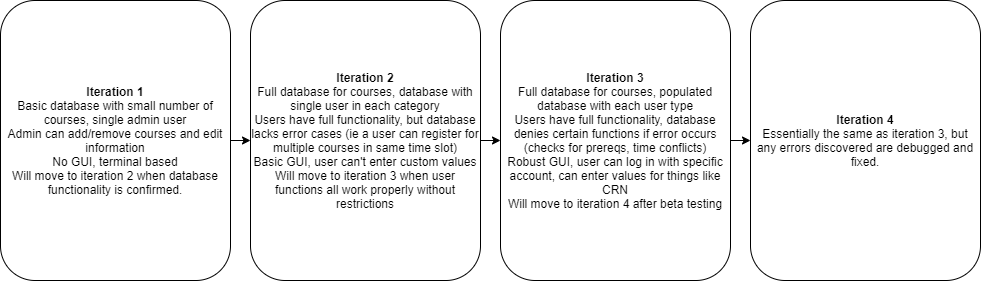 Iteration 1
Basic database with small number of
courses, single admin user
Admin can add/remove courses and edit
information
No GUI, terminal based
Will move to iteration 2 when database
functionality is confirmed.
Iteration 2
Full database for courses, database with
single user in each category
Users have full functionality, but database
lacks error cases (ie a user can register for
multiple courses in same time slot)
Basic GUI, user can't enter custom values
Will move to iteration 3 when user
functions all work properly without
restrictions
Iteration 3
Full database for courses, populated
database with each user type
Users have full functionality, database
denies certain functions if error occurs
(checks for prereqs, time conflicts)
Robust GUI, user can log in with specific
account, can enter values for things like
CRN
Will move to iteration 4 after beta testing
Iteration 4
Essentially the same as iteration 3, but
any errors discovered are debugged and
fixed.